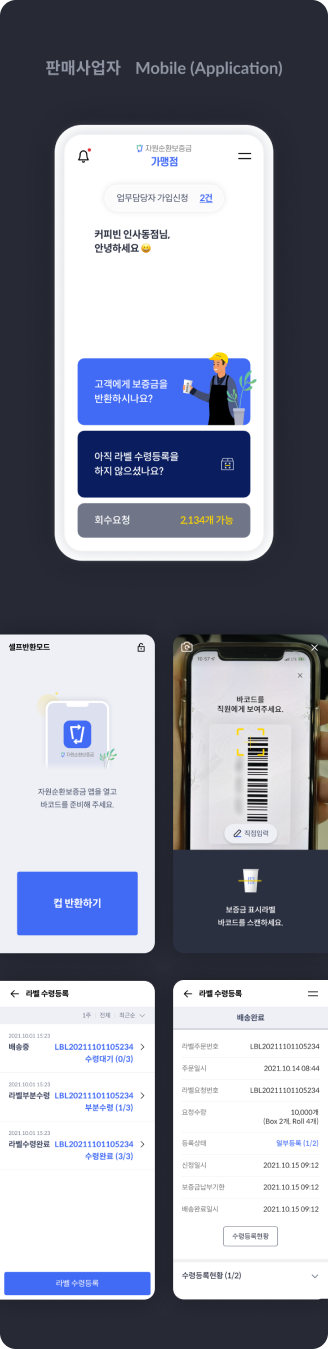 판매사업자 Mobile (Application)
자원순환보증금
가맹점
업무담당자 가입신청 2건
커피빈 인사동점님,
안녕하세요
고객에게 보증금을
반환하시나요?
아직 라벨 수령등록을
하지 않으셨나요?
회수요청 2,134개 가능
셀프반환모드
자원순환보증금
자원순환보증금 앱을 열고
바코드를 준비해 주세요.
컵 반환하기
바코드를
직원에게 보여주세요.
직접입력
보증금 표시라벨
바코드를 스캔하세요.
라벨 수령등록
1주 전체 최근순
2021.10.01 15:23
배송중 LBL20211101105234
수령대기 (0/3)
2021.10.01 15:23
라벨부분수령 LBL20211101105234
부분수령 (1/3)
2021.10.01 15:23
라벨수령완료 LBL20211101105234
수령완료 (3/3)
라벨 수령등록
라벨 수령등록
배송완료
라벨주문번호 LBL20211101105234
주문일시 2021.10.14 08:44
라벨요청번호 LBL20211101105234
요청수량 10,000개
(Box 2개, Roll 4개)
등록상태 일부등록 (1/2)
신청일시 2021.10.15 09:12
보증금납부기한 2021.10.15 09:12
배송완료일시 2021.10.15 09:12
수령등록현황
수령등록현황 (1/2)